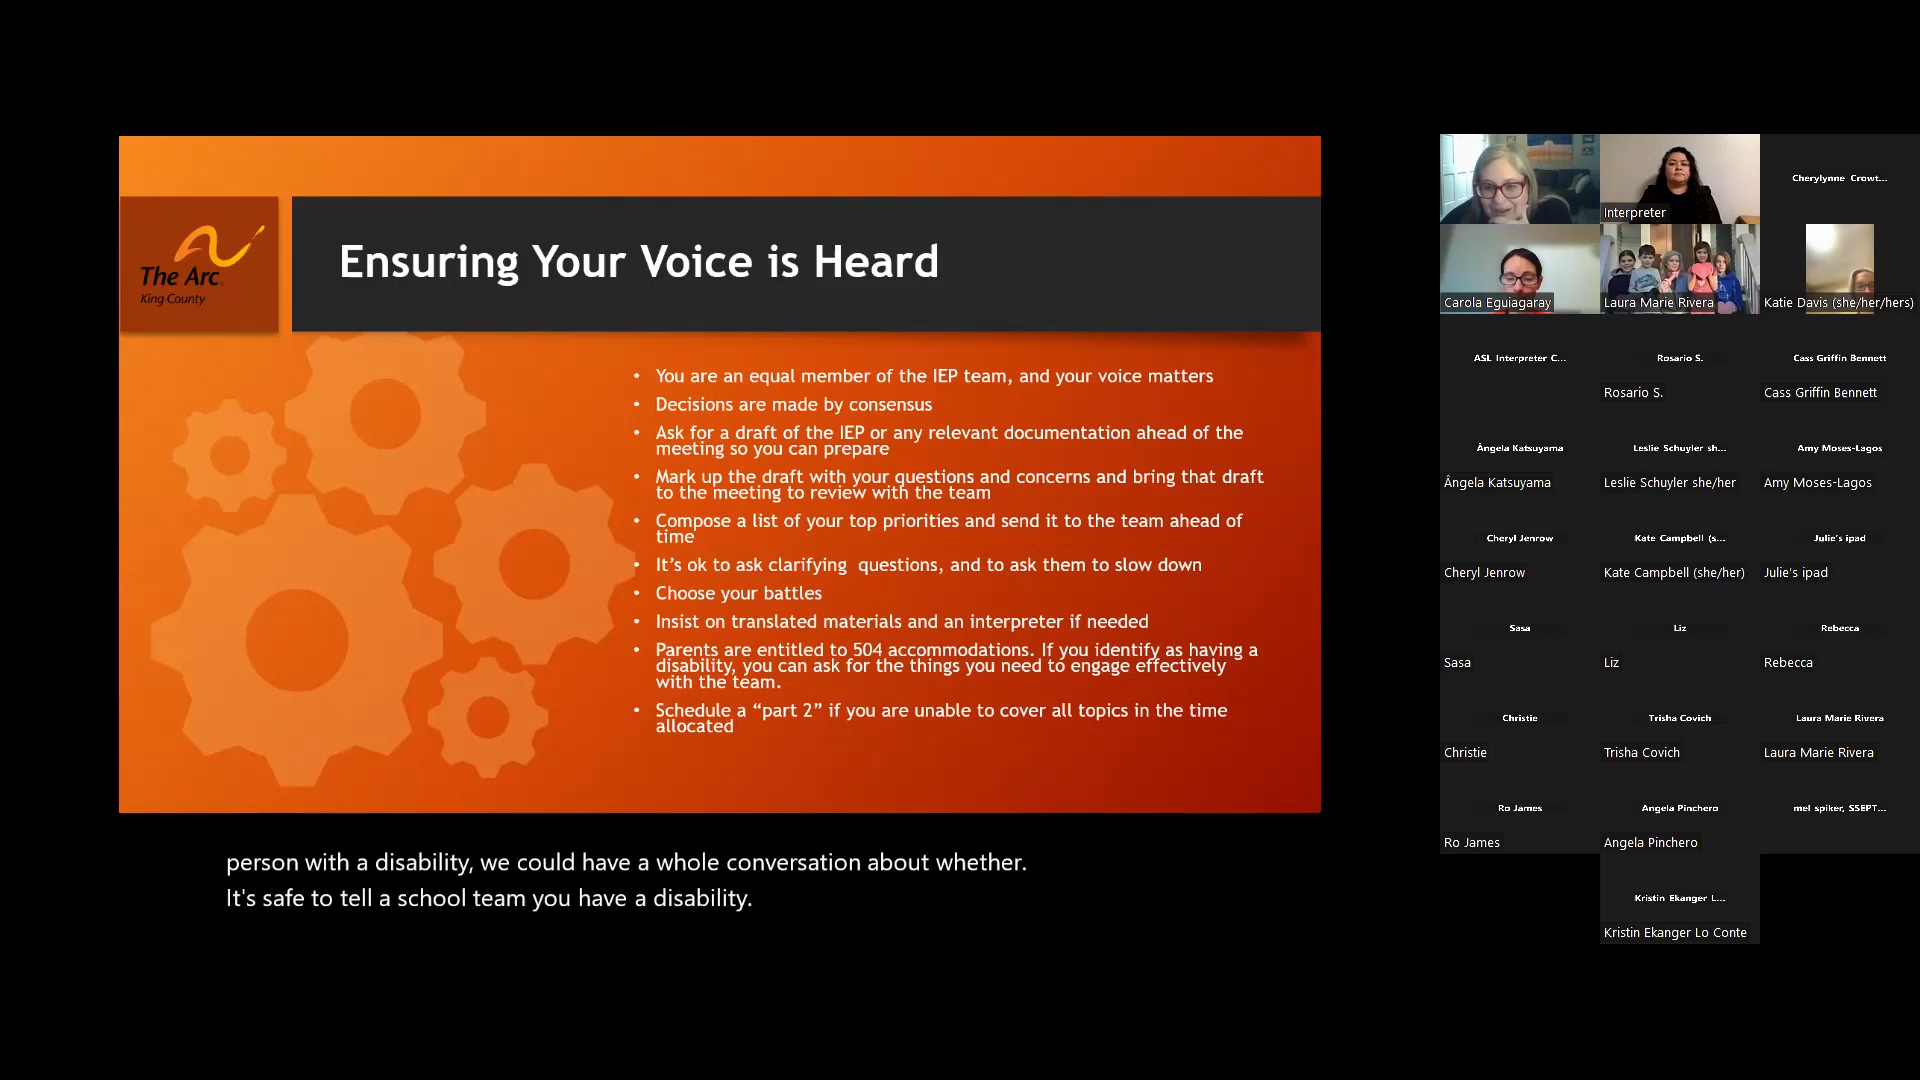 The Arc.
King County
Ensuring Your Voice is Heard
• You are an equal member of the IEP team, and your voice matters
• Decisions are made by consensus
• Ask for a draft of the IEP or any relevant documentation ahead of the
meeting so you can prepare
• Mark up the draft with your questions and concerns and bring that draft
to the meeting to review with the team
• Compose a list of your top priorities and send it to the team ahead of
time
• It’s ok to ask clarifying  questions, and to ask them to slow down
• Choose your battles
• Insist on translated materials and an interpreter if needed
• Parents are entitled to 504 accommodations. If you identify as having a
disability, you can ask for the things you need to engage effectively
with the team.
• Schedule a “part 2” if you are unable to cover all topics in the time
allocated
person with a disability, we could have a whole conversation about whether.
It's safe to tell a school team you have a disability.
Interpreter
Cherylynne Crowt...
Carola Eguiagaray
Laura Marie Rivera
Katie Davis (she/her/hers)
ASL Interpreter C...
Rosario S.
Cass Griffin Bennett
Rosario S.
Cass Griffin Bennett
Ângela Katsuyama
Leslie Schuyler sh...
Amy Moses-Lagos
Ângela Katsuyama
Leslie Schuyler she/her
Amy Moses-Lagos
Cheryl Jenrow
Kate Campbell (s...
Julie's ipad
Cheryl Jenrow
Kate Campbell (she/her)
Julie's ipad
Sasa
Liz
Rebecca
Sasa
Liz
Rebecca
Christie
Trisha Covich
Laura Marie Rivera
Christie
Trisha Covich
Laura Marie Rivera
Ro James
Angela Pinchero
mel spiker, SSEPT...
Ro James
Angela Pinchero
Kristin Ekanger L...
Kristin Ekanger Lo Conte